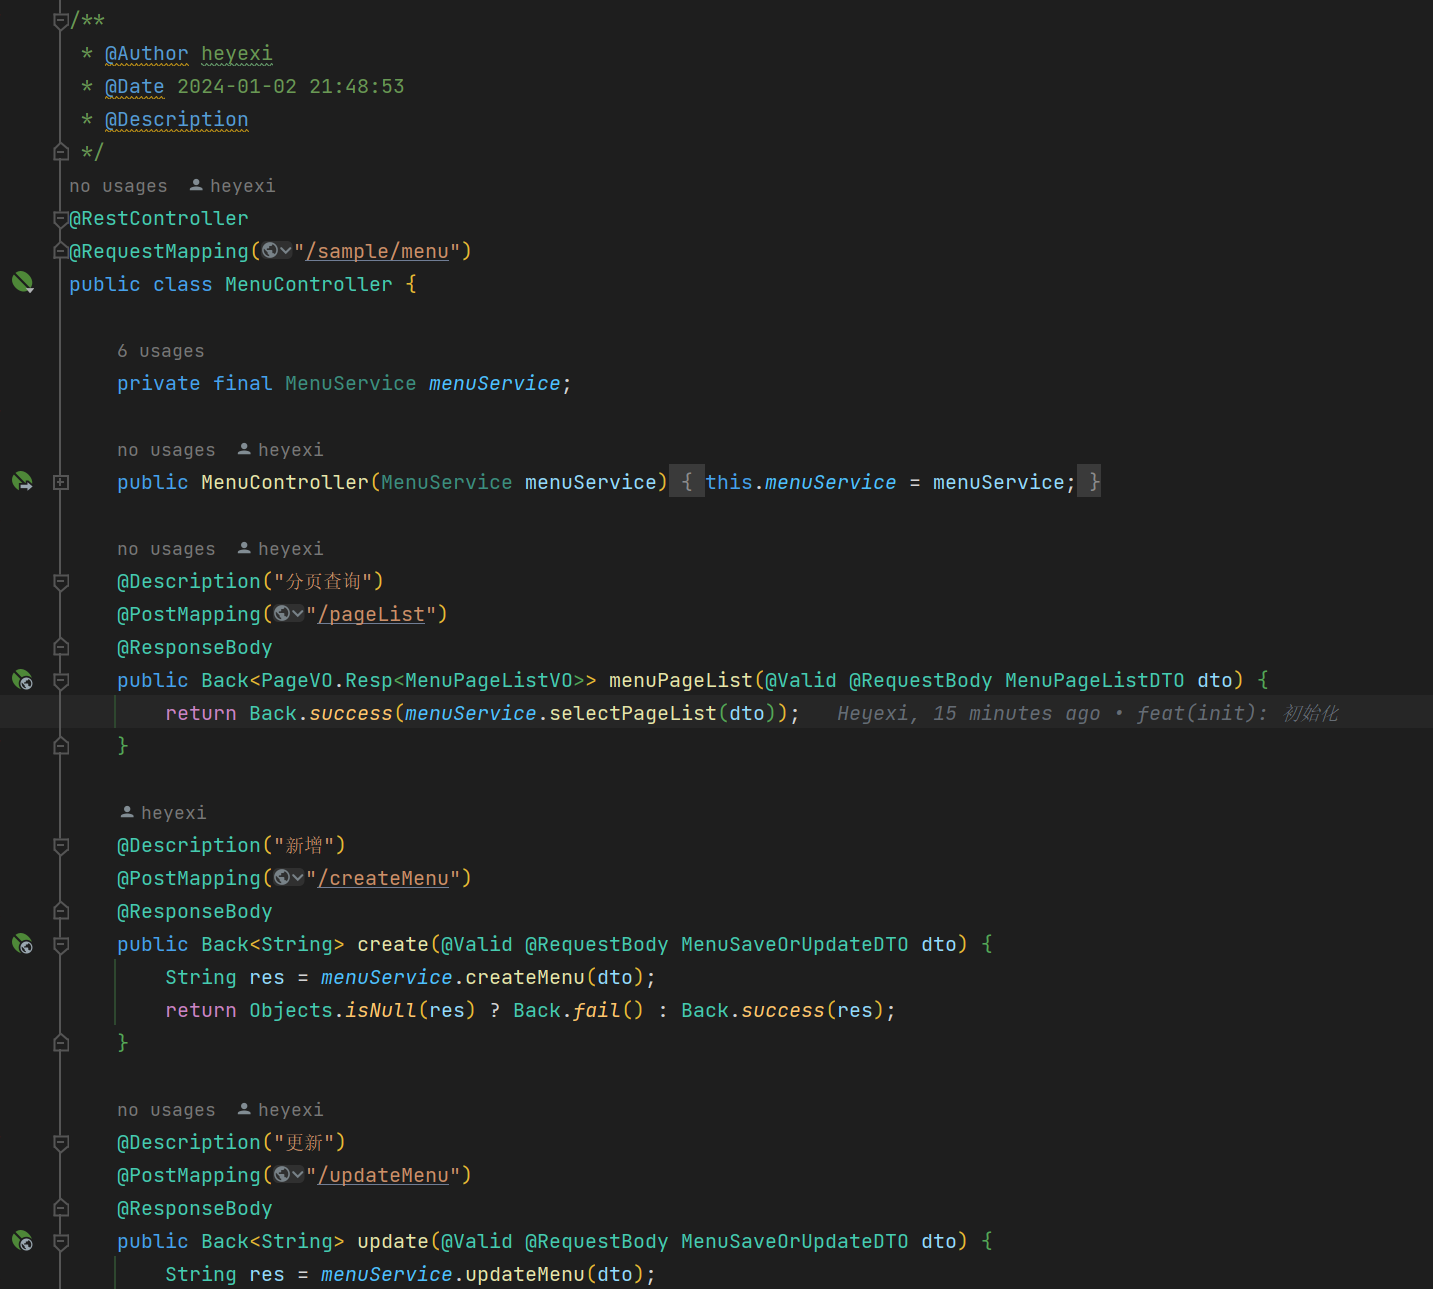 /**
 * @Author heyexi
 * @Date 2024-01-02 21:48:53
 * @Description
 */
no usages heyexi
@RestController
@RequestMapping("/sample/menu")
public class MenuController {
6 usages
private final MenuService menuService;
no usages heyexi
public MenuController(MenuService menuService) { this.menuService = menuService; }
no usages heyexi
@Description("分页查询")
@PostMapping("/pageList")
@ResponseBody
public Back<PageVO.Resp<MenuPageListVO>> menuPageList(@Valid @RequestBody MenuPageListDTO dto) {
return Back.success(menuService.selectPageList(dto)); Heyexi, 15 minutes ago • feat(init): 初始化
}
heyexi
@Description("新增")
@PostMapping("/createMenu")
@ResponseBody
public Back<String> create(@Valid @RequestBody MenuSaveOrUpdateDTO dto) {
String res = menuService.createMenu(dto);
return Objects.isNull(res) ? Back.fail() : Back.success(res);
}
no usages heyexi
@Description("更新")
@PostMapping("/updateMenu")
@ResponseBody
public Back<String> update(@Valid @RequestBody MenuSaveOrUpdateDTO dto) {
String res = menuService.updateMenu(dto);